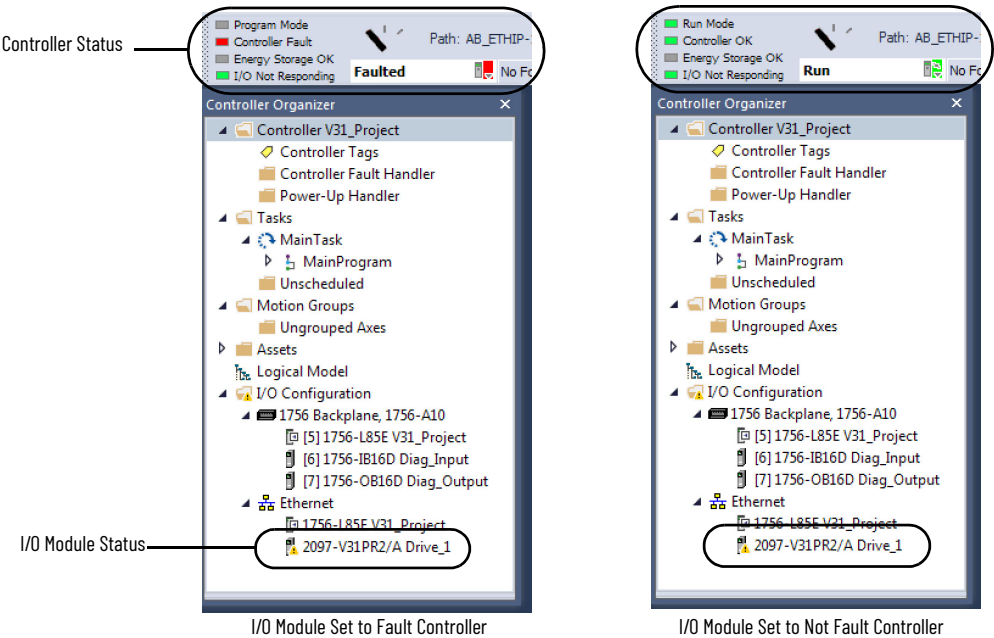 Controller Status
Program Mode
Controller Fault
Energy Storage OK
I/O Not Responding
Path: AB_ETHIP-
Faulted
No Fo
Controller Organizer
Controller V31_Project
Controller Tags
Controller Fault Handler
Power-Up Handler
Tasks
MainTask
MainProgram
Unscheduled
Motion Groups
Ungrouped Axes
Assets
Logical Model
I/O Configuration
1756 Backplane, 1756-A10
[5] 1756-L85E V31_Project
[6] 1756-IB16D Diag_Input
[7] 1756-OB16D Diag_Output
Ethernet
1756-L85E V31_Project
2097-V31PR2/A Drive_1
I/O Module Status
I/O Module Set to Fault Controller
Run Mode
Controller OK
Energy Storage OK
I/O Not Responding
Path: AB_ETHIP-
Run
No Fo
Controller Organizer
Controller V31_Project
Controller Tags
Controller Fault Handler
Power-Up Handler
Tasks
MainTask
MainProgram
Unscheduled
Motion Groups
Ungrouped Axes
Assets
Logical Model
I/O Configuration
1756 Backplane, 1756-A10
[5] 1756-L85E V31_Project
[6] 1756-IB16D Diag_Input
[7] 1756-OB16D Diag_Output
Ethernet
1756-L85E V31_Project
2097-V31PR2/A Drive_1
I/O Module Set to Not Fault Controller